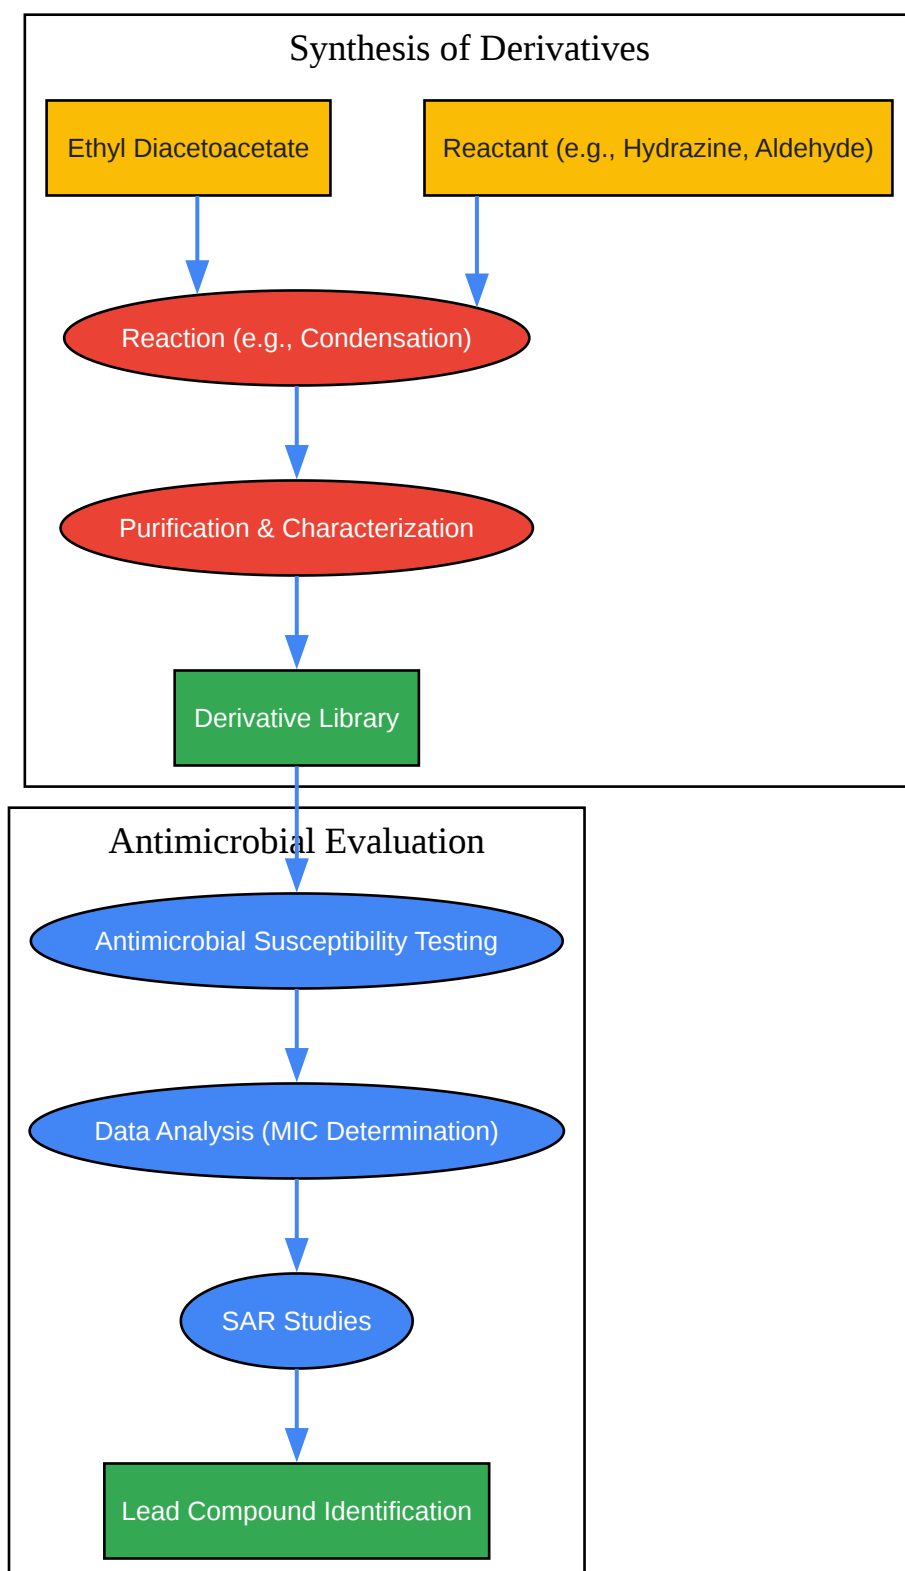 Synthesis of Derivatives
Ethyl Diacetoacetate
Reactant (e.g., Hydrazine, Aldehyde)
Reaction (e.g., Condensation)
Purification & Characterization
Derivative Library
Antimicrobial Evaluation
Antimicrobial Susceptibility Testing
Data Analysis (MIC Determination)
SAR Studies
Lead Compound Identification